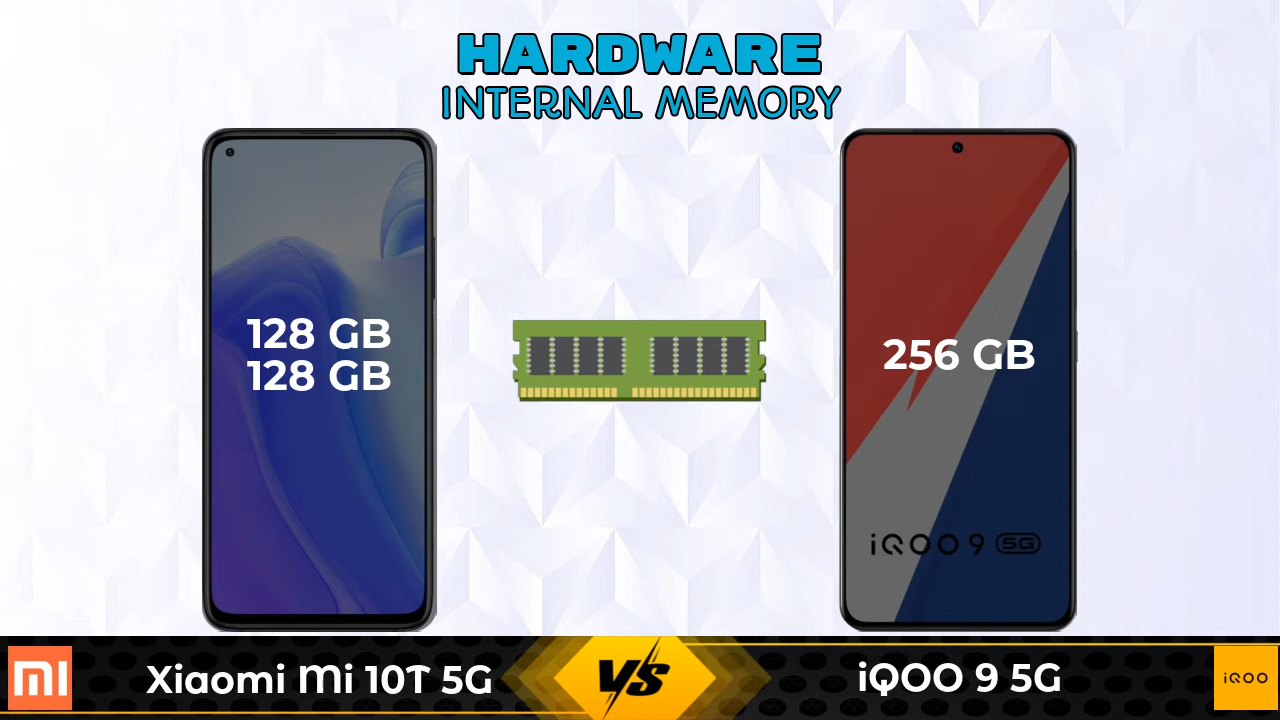 HARDWARE
INTERNAL MEMORY
128 GB
128 GB
256 GB
iQOO 9 5G
MI
Xiaomi Mi 10T 5G
VS
iQOO 9 5G
iQOO